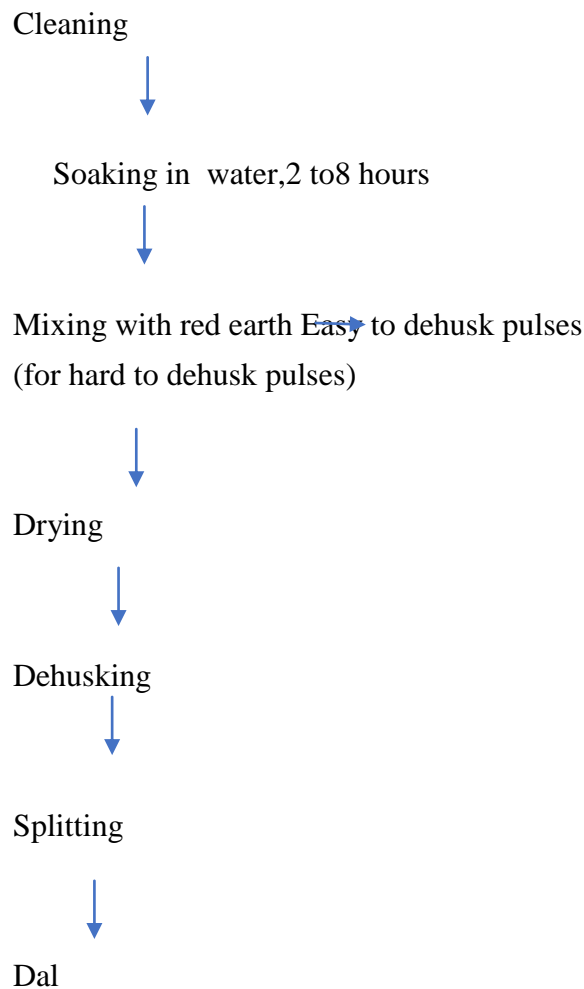 Cleaning
Soaking in  water,2 to8 hours
Mixing with red earth Easy to dehusk pulses
(for hard to dehusk pulses)
Drying
Dehusking
Splitting
Dal